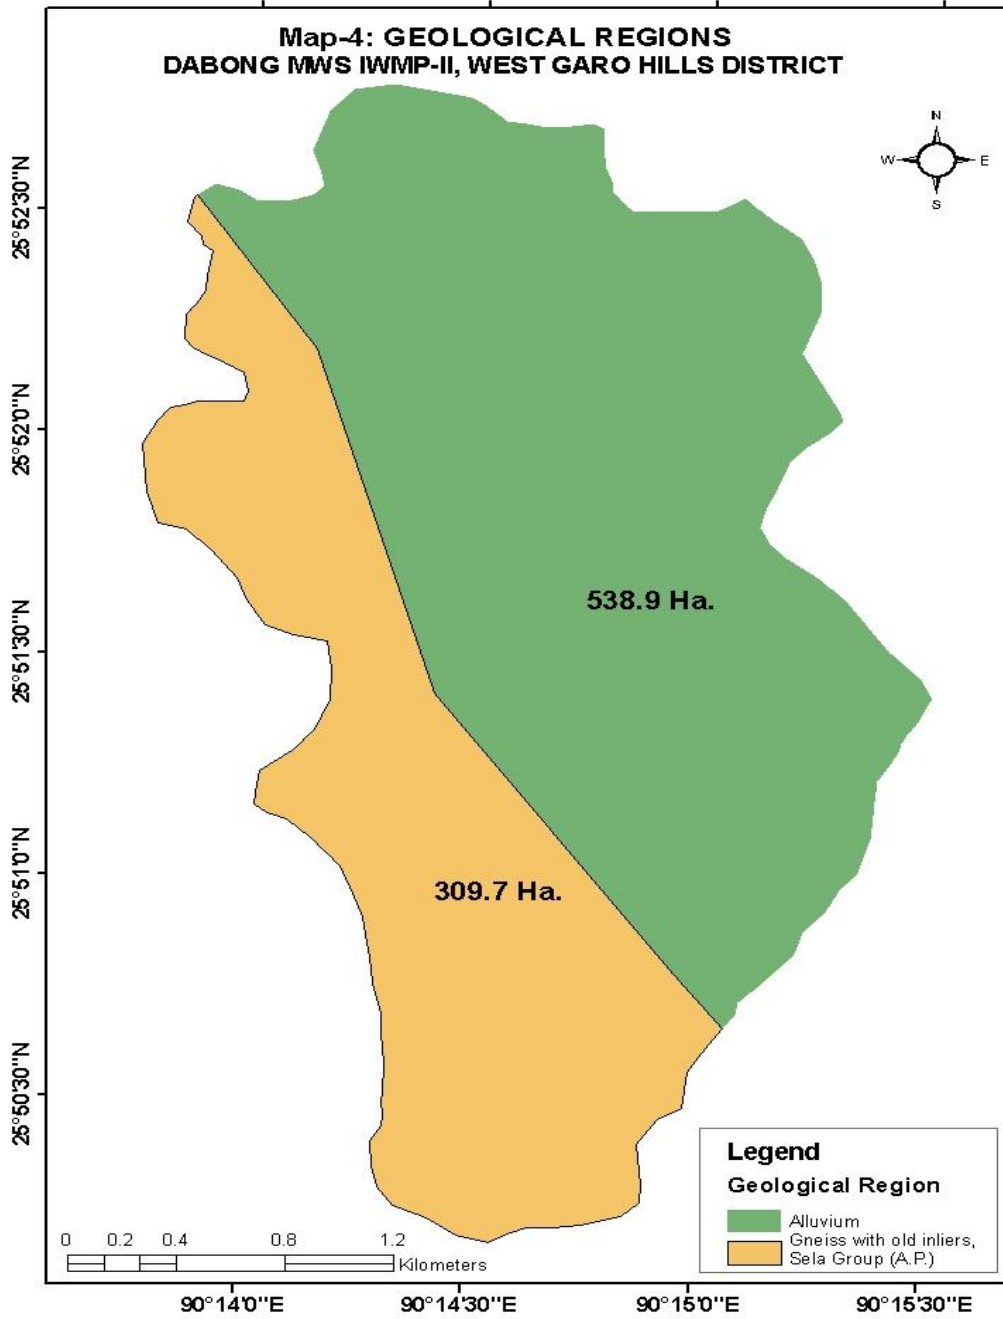 Map-4: GEOLOGICAL REGIONS
DABONG MWS IWMP-II, WEST GARO HILLS DISTRICT
N
W E
S
25°52'30"N
25°52'0"N
25°51'30"N
25°51'0"N
25°50'30"N
538.9 Ha.
309.7 Ha.
Legend
Geological Region
Alluvium
Gneiss with old inliers,
Sela Group (A.P.)
0 0.2 0.4 0.8 1.2
Kilometers
90°14'0"E 90°14'30"E 90°15'0"E 90°15'30"E